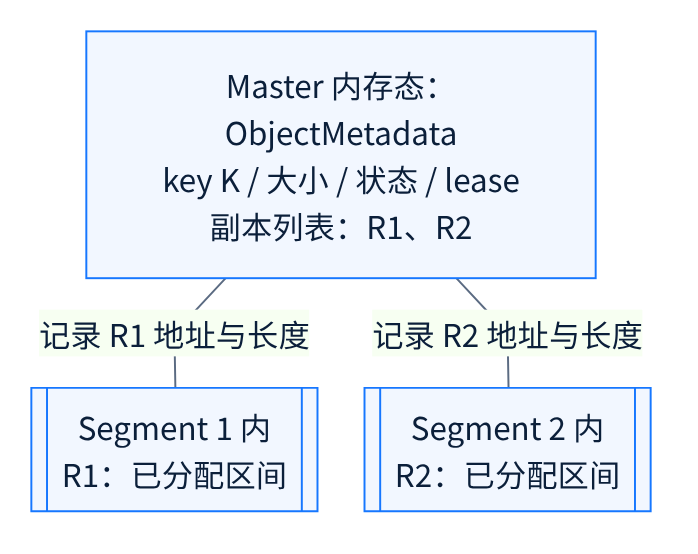 Master 内存态：
ObjectMetadata
key K / 大小 / 状态 / lease
副本列表：R1、R2
记录 R1 地址与长度
记录 R2 地址与长度
Segment 1 内
R1：已分配区间
Segment 2 内
R2：已分配区间